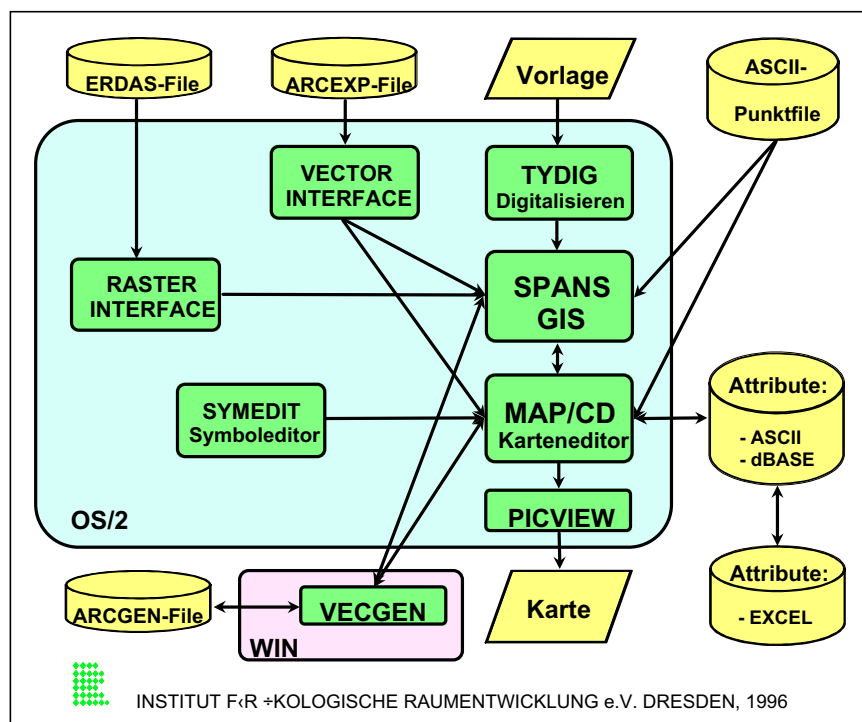 ERDAS-File
ARCEXP-File
Vorlage
ASCII-
Punktfile
VECTOR
INTERFACE
TYDIG
Digitalisieren
RASTER
INTERFACE
SPANS
GIS
SYMEDIT
Symboleditor
MAP/CD
Karteneditor
Attribute:
- ASCII
- dBASE
PICVIEW
OS/2
ARCGEN-File
VECGEN
WIN
Karte
Attribute:
- EXCEL
INSTITUT F‹R ÷KOLOGISCHE RAUMENTWICKLUNG e.V. DRESDEN, 1996